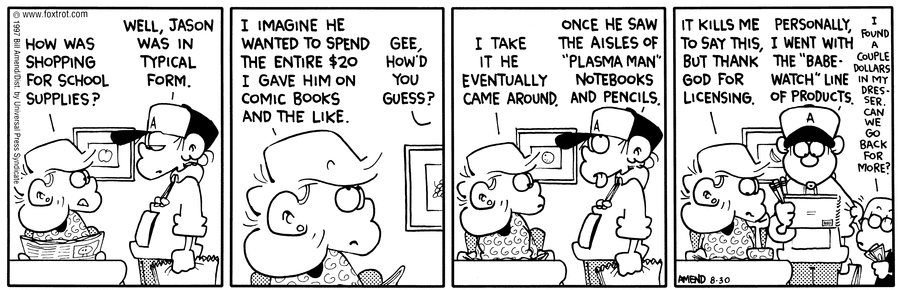 © 1997 Bill Amend/Dist. by Universal Press Syndicate
© www.foxtrot.com
HOW WAS
SHOPPING
FOR SCHOOL
SUPPLIES?
WELL, JASON
WAS IN
TYPICAL
FORM.
A
I IMAGINE HE
WANTED TO SPEND
THE ENTIRE $20
I GAVE HIM ON
COMIC BOOKS
AND THE LIKE.
GEE,
HOW'D
YOU
GUESS?
I TAKE
IT HE
EVENTUALLY
CAME AROUND.
ONCE HE SAW
THE AISLES OF
"PLASMA MAN"
NOTEBOOKS
AND PENCILS.
A
IT KILLS ME
TO SAY THIS,
BUT THANK
GOD FOR
LICENSING.
PERSONALLY,
I WENT WITH
THE "BABE-
WATCH" LINE
OF PRODUCTS.
A
I
FOUND
A
COUPLE
DOLLARS
IN MY
DRES-
SER.
CAN
WE
GO
BACK
FOR
MORE?
AMEND 8-30